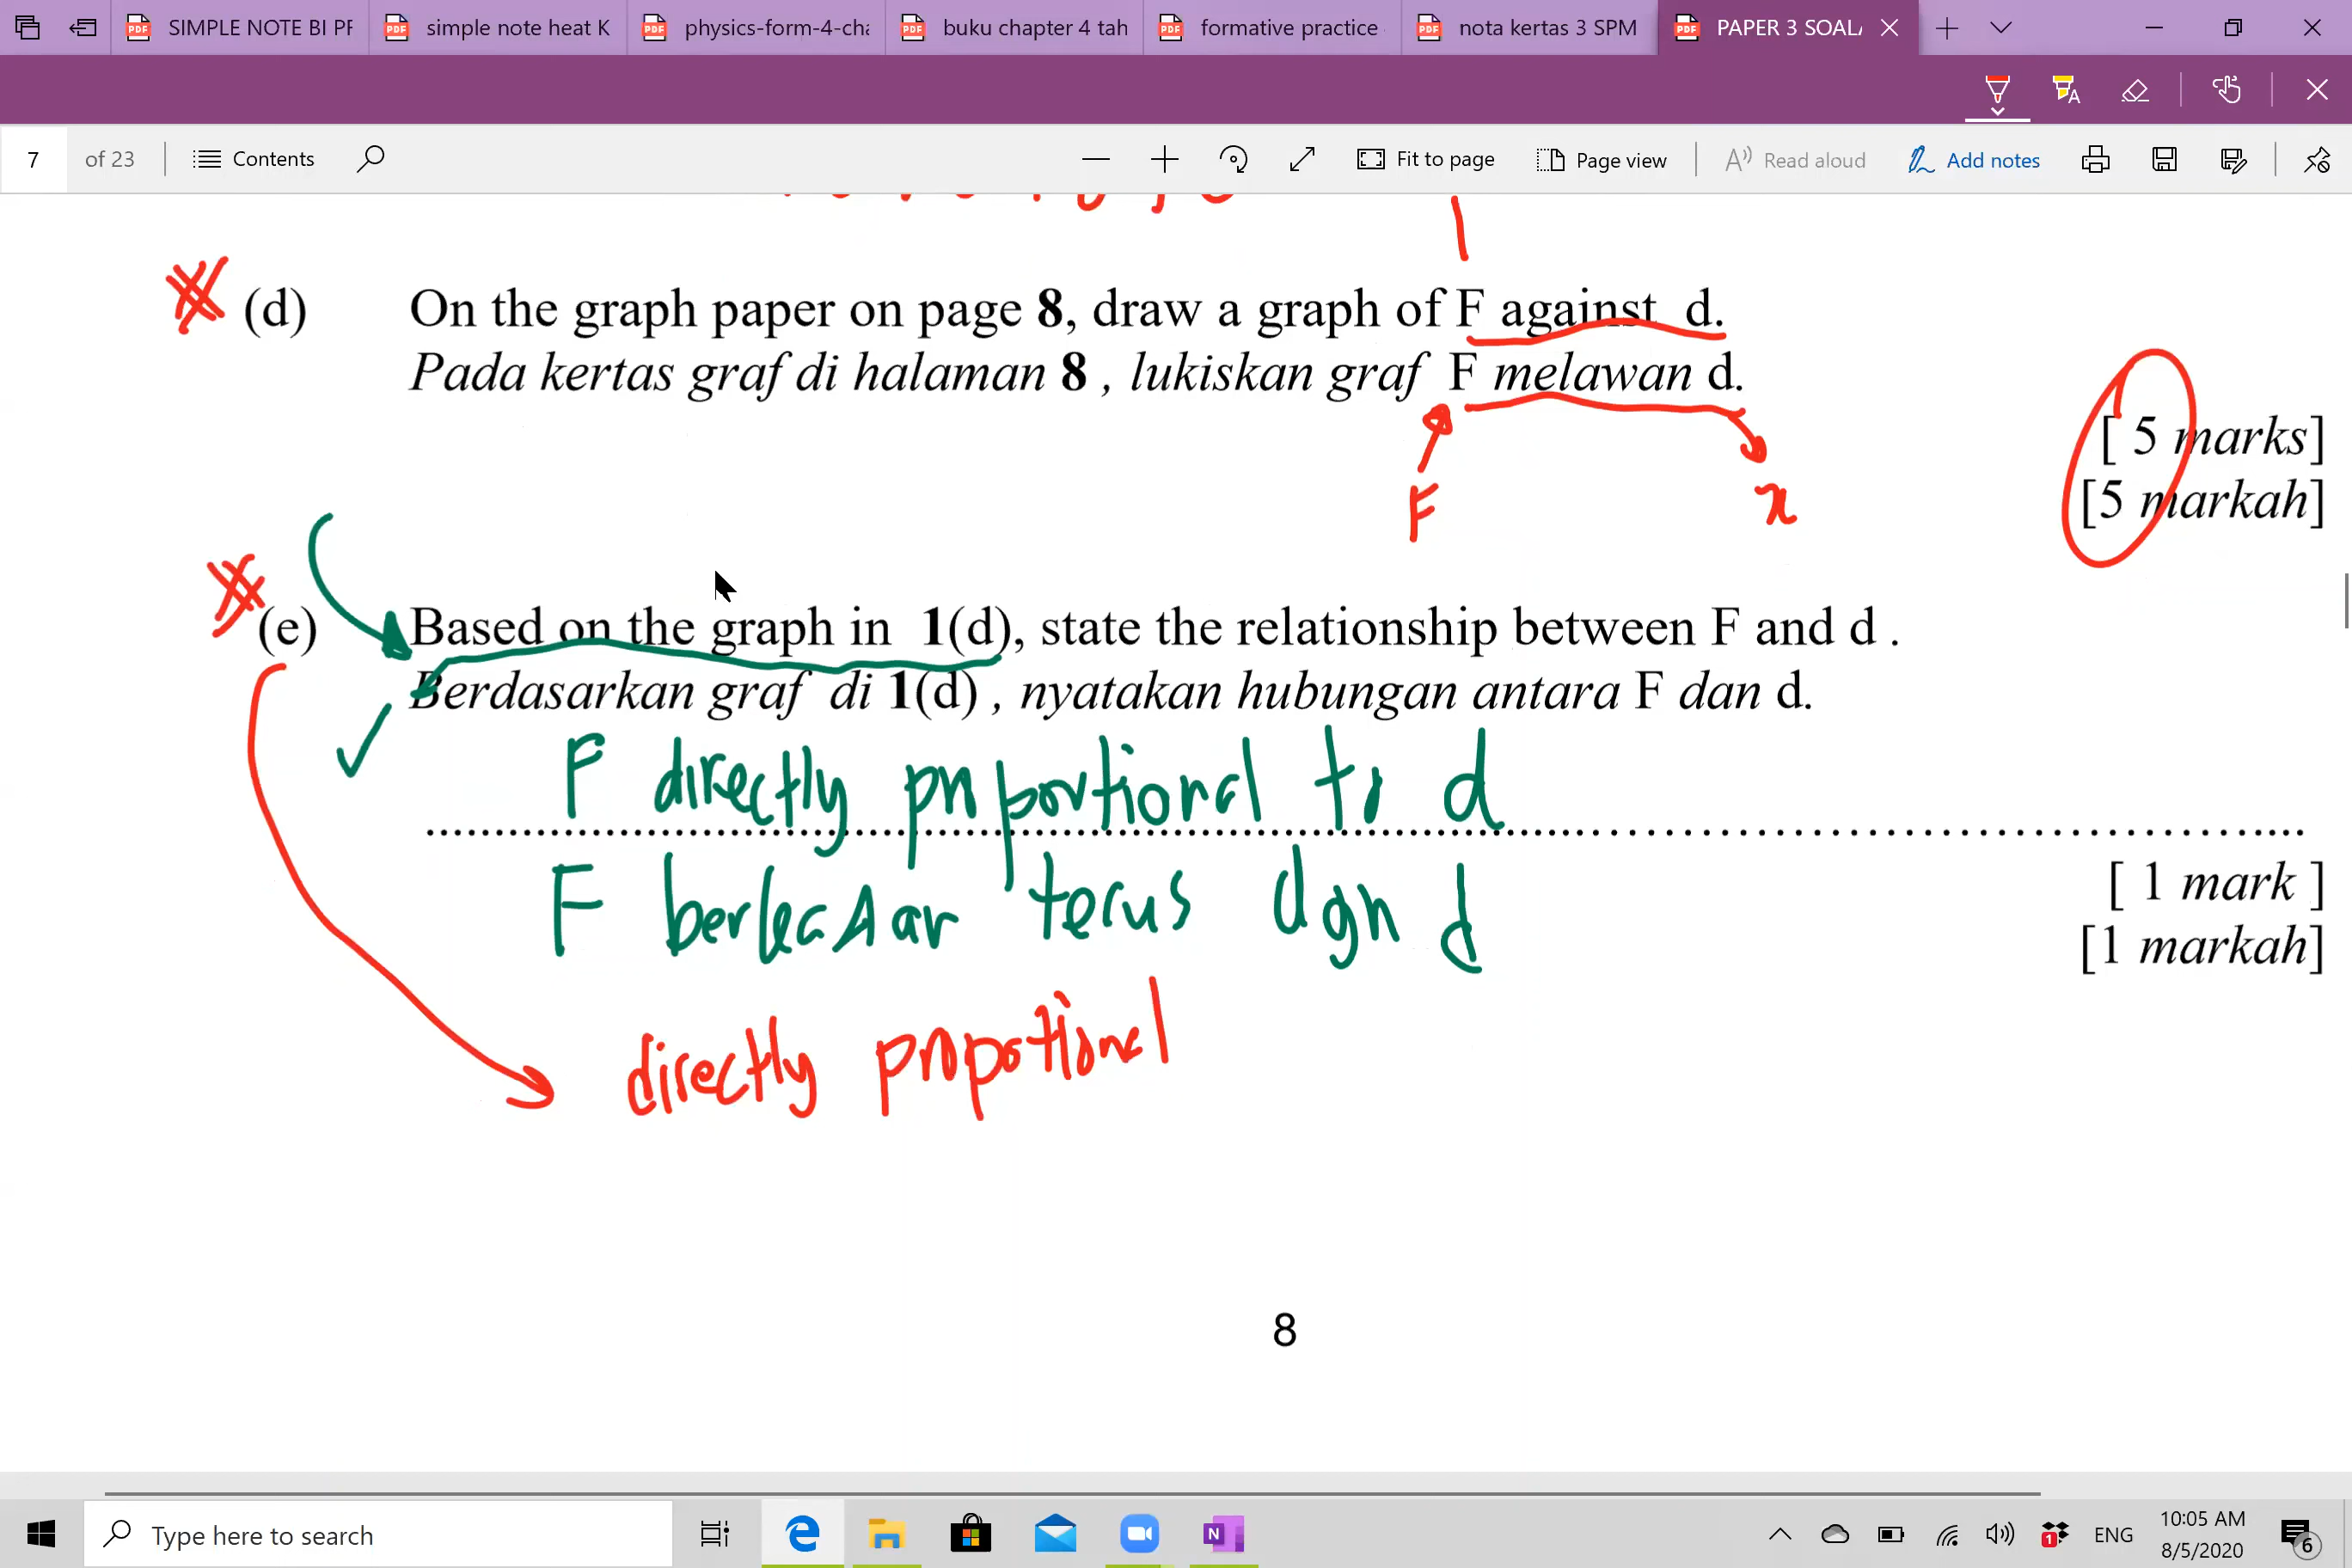 SIMPLE NOTE BI PF
simple note heat K
physics-form-4-cha
buku chapter 4 tah
formative practice
nota kertas 3 SPM
PAPER 3 SOAL
7 of 23 Contents Fit to page Page view Read aloud Add notes
(d) On the graph paper on page 8, draw a graph of F against d.
Pada kertas graf di halaman 8 , lukiskan graf F melawan d.
[ 5 marks]
[5 markah]
F x
(e) Based on the graph in 1(d), state the relationship between F and d .
Berdasarkan graf di 1(d) , nyatakan hubungan antara F dan d.
F directly proportional to d
F berkadar terus dgn d
[ 1 mark ]
[1 markah]
directly propotional
8
Type here to search
ENG
10:05 AM
8/5/2020
1
6